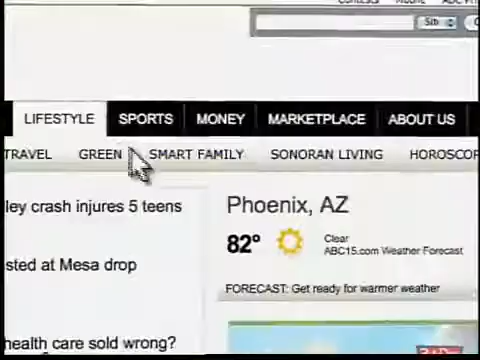 Sit
LIFESTYLE SPORTS MONEY MARKETPLACE ABOUT US
TRAVEL GREEN SMART FAMILY SONORAN LIVING HOROSCOP
ley crash injures 5 teens
Phoenix, AZ
82°
Clear
ABC15.com Weather Forecast
sted at Mesa drop
FORECAST: Get ready for warmer weather
health care sold wrong?